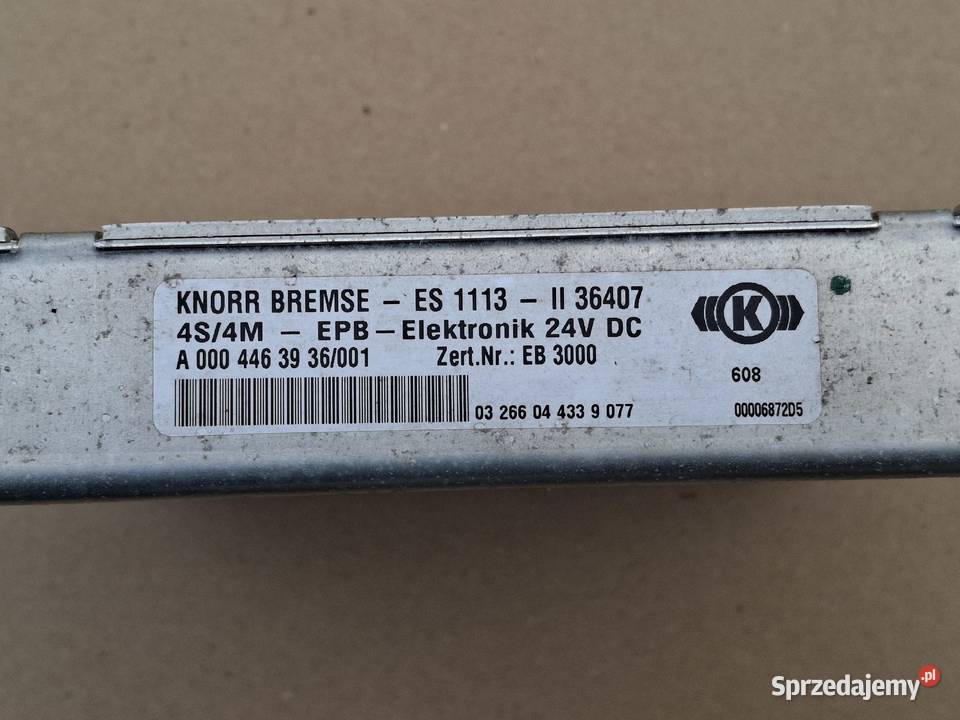 KNORR BREMSE - ES 1113 - II 36407
4S/4M - EPB - Elektronik 24V DC
A 000 446 39 36/001 Zert.Nr.: EB 3000
K
608
03 266 04 433 9 077
00006872D5
Sprzedajemy.pl